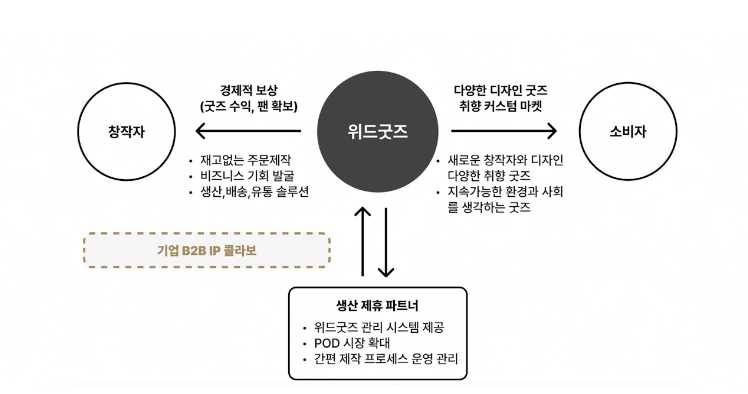 경제적 보상
(굿즈 수익, 팬 확보)
다양한 디자인 굿즈
취향 커스텀 마켓
창작자
위드굿즈
소비자
• 재고없는 주문제작
• 비즈니스 기회 발굴
• 생산,배송,유통 솔루션
• 새로운 창작자와 디자인
다양한 취향 굿즈
• 지속가능한 환경과 사회
를 생각하는 굿즈
기업 B2B IP 콜라보
생산 제휴 파트너
• 위드굿즈 관리 시스템 제공
• POD 시장 확대
• 간편 제작 프로세스 운영 관리